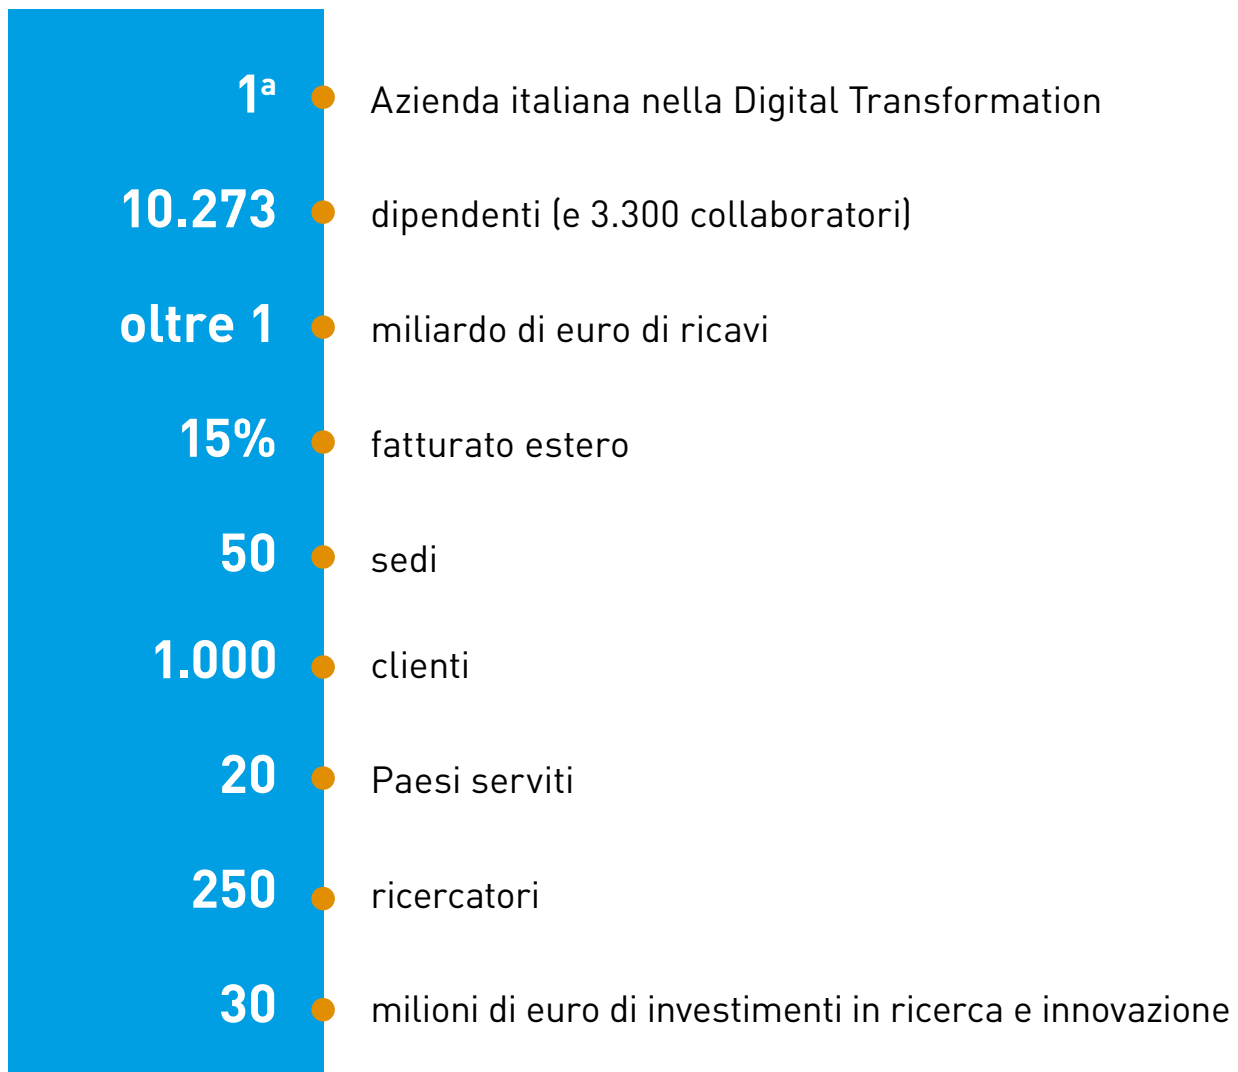 1ª Azienda italiana nella Digital Transformation
10.273 dipendenti (e 3.300 collaboratori)
oltre 1 miliardo di euro di ricavi
15% fatturato estero
50 sedi
1.000 clienti
20 Paesi serviti
250 ricercatori
30 milioni di euro di investimenti in ricerca e innovazione